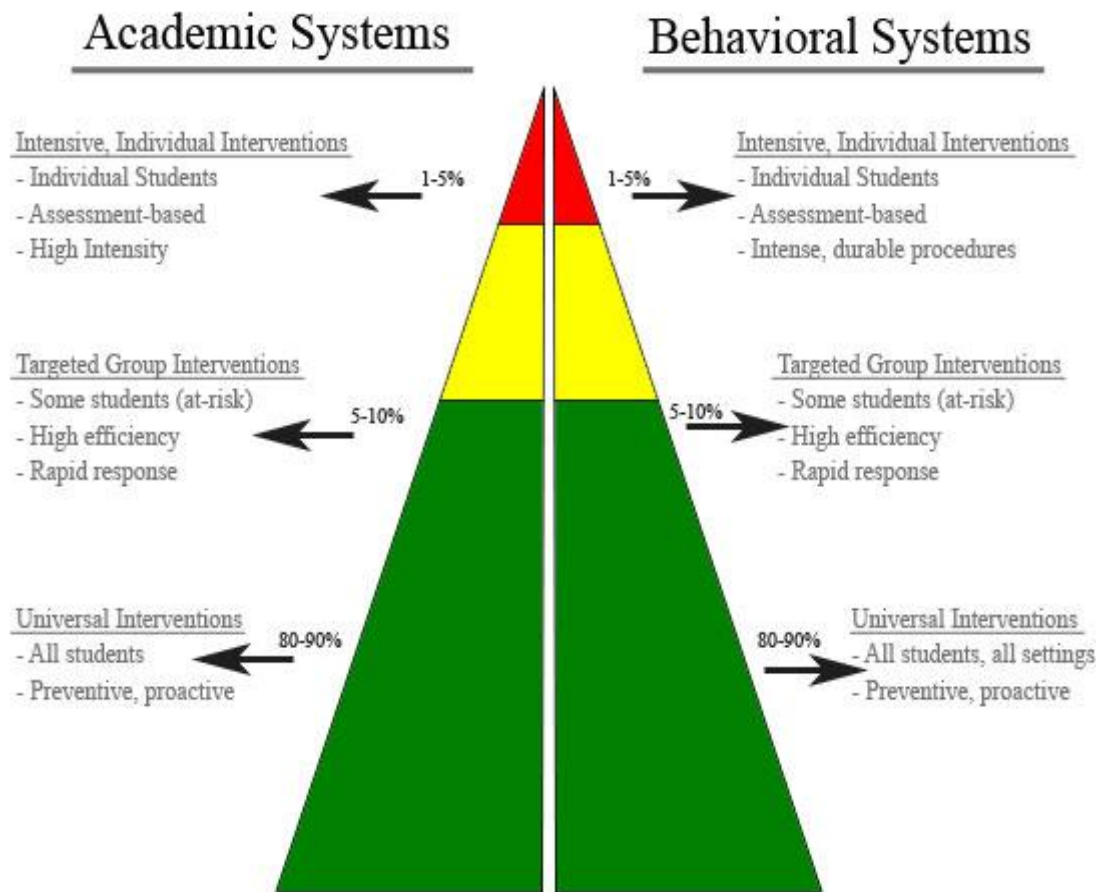 Academic Systems
Intensive, Individual Interventions
- Individual Students
- Assessment-based
- High Intensity
1-5%
Targeted Group Interventions
- Some students (at-risk)
- High efficiency
- Rapid response
5-10%
Universal Interventions
- All students
- Preventive, proactive
80-90%
Behavioral Systems
1-5%
Intensive, Individual Interventions
- Individual Students
- Assessment-based
- Intense, durable procedures
5-10%
Targeted Group Interventions
- Some students (at-risk)
- High efficiency
- Rapid response
80-90%
Universal Interventions
- All students, all settings
- Preventive, proactive